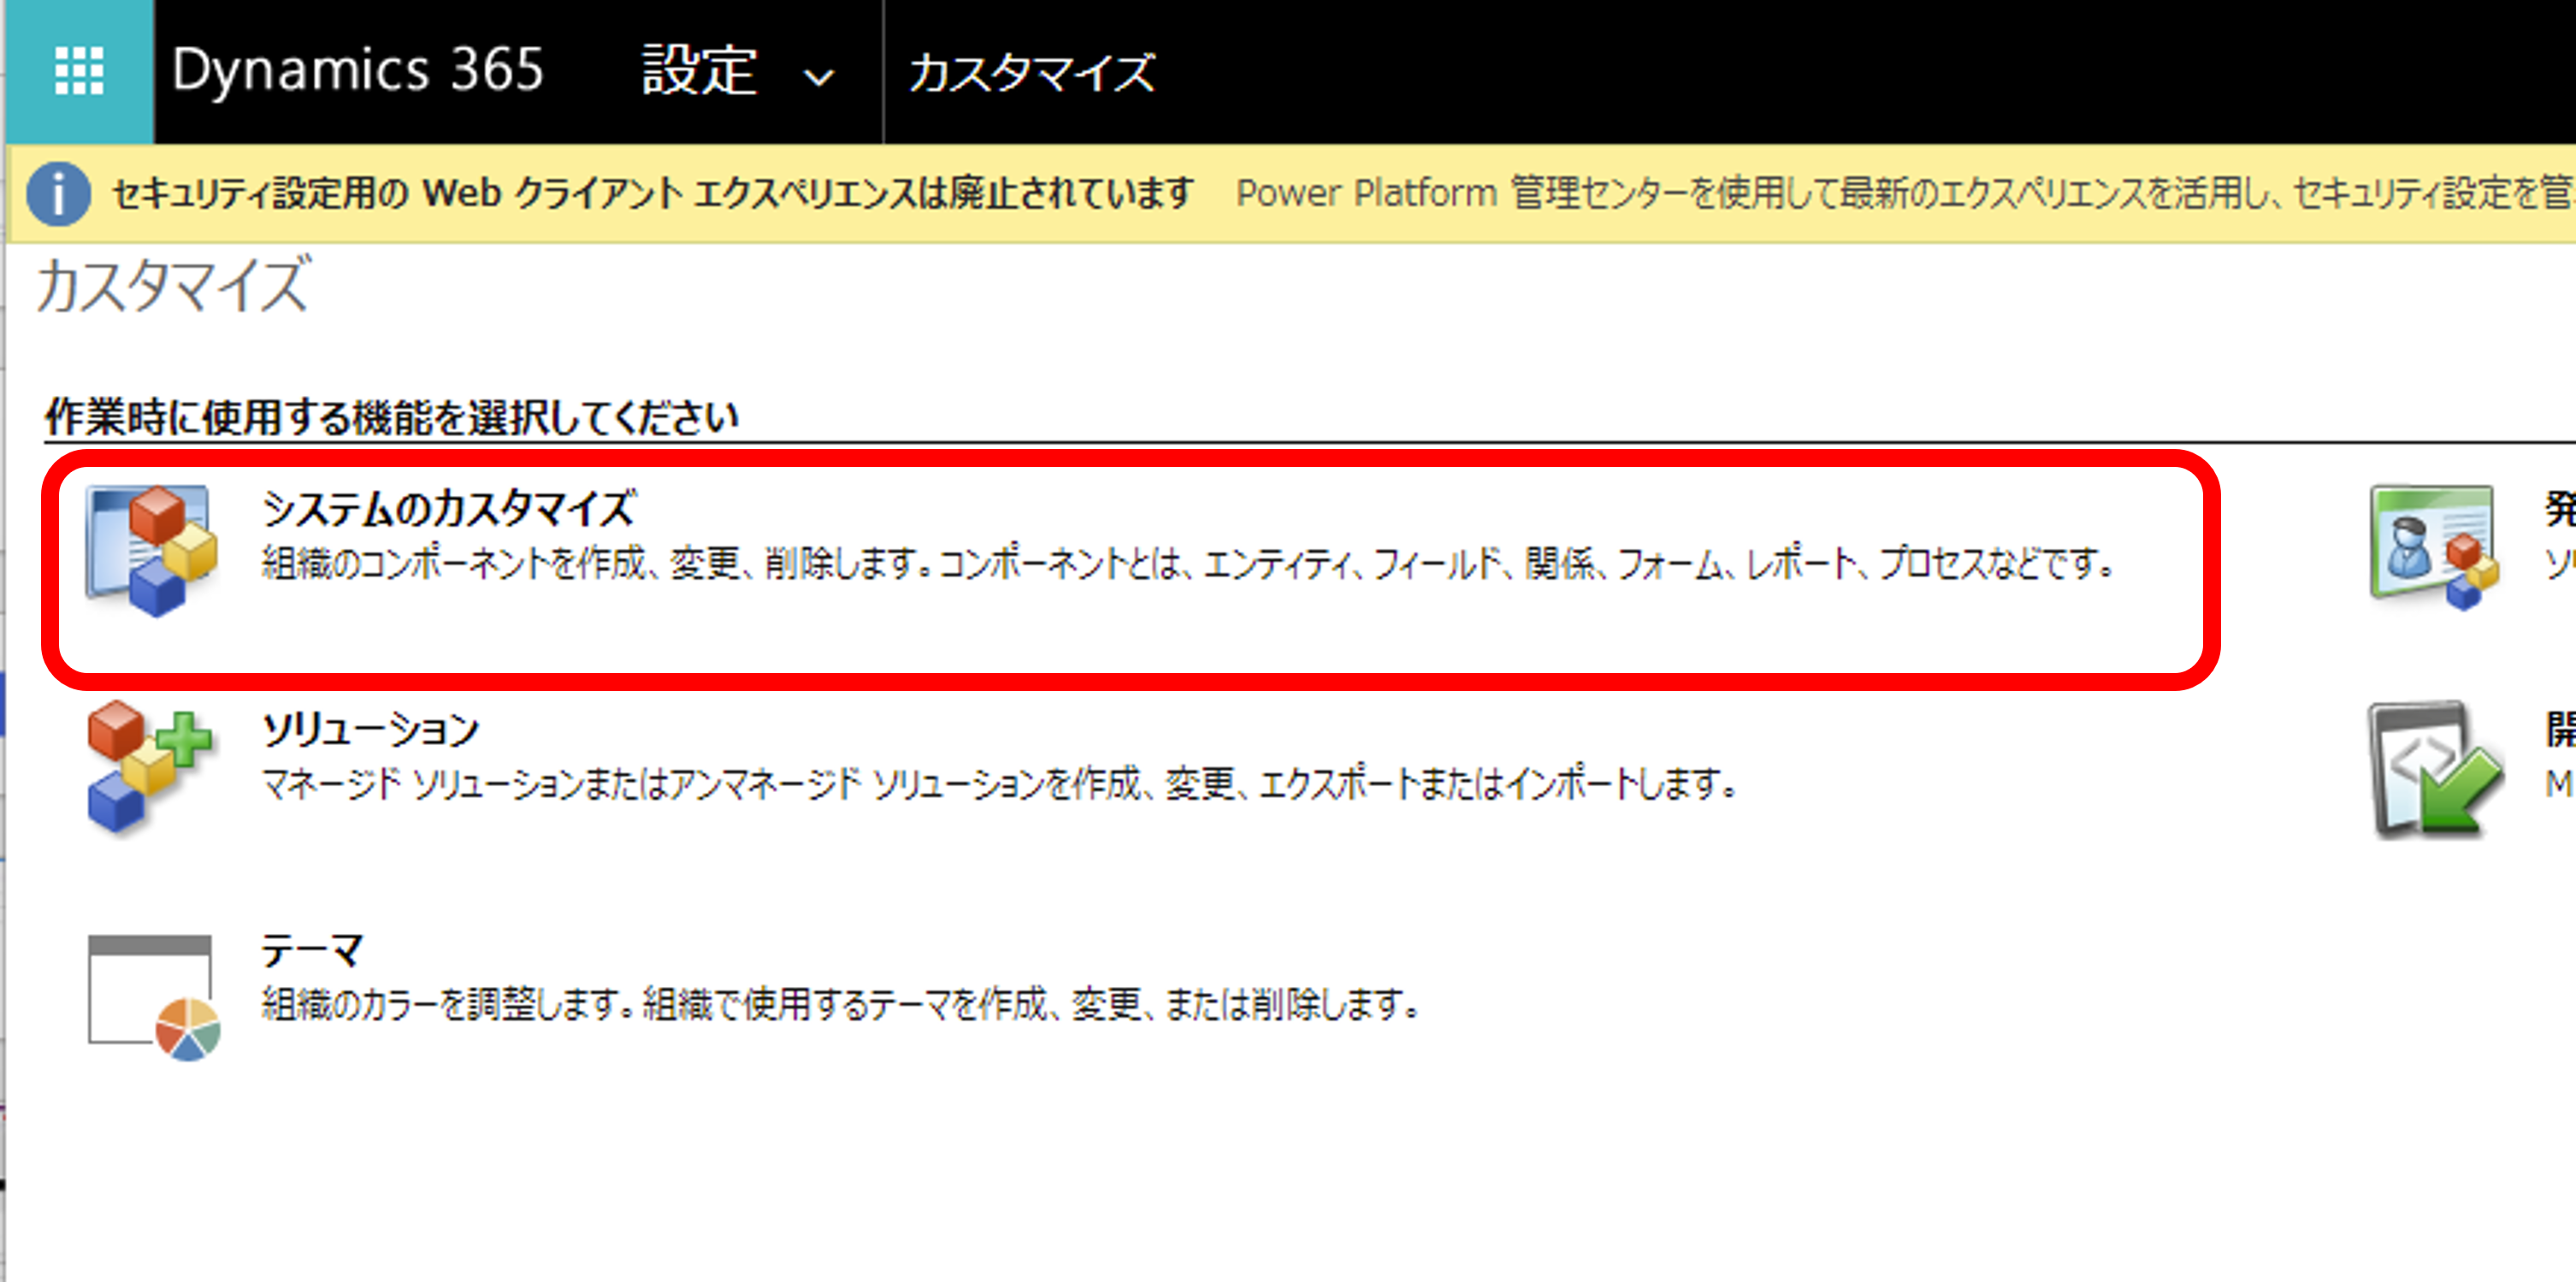 Dynamics 365 設定 カスタマイズ
セキュリティ設定用の Web クライアント エクスペリエンスは廃止されています Power Platform 管理センターを使用して最新のエクスペリエンスを活用し、セキュリティ設定を管
カスタマイズ
作業時に使用する機能を選択してください
システムのカスタマイズ
組織のコンポーネントを作成、変更、削除します。コンポーネントとは、エンティティ、フィールド、関係、フォーム、レポート、プロセスなどです。
発
ソ
ソリューション
マネージド ソリューションまたはアンマネージド ソリューションを作成、変更、エクスポートまたはインポートします。
開
M
テーマ
組織のカラーを調整します。組織で使用するテーマを作成、変更、または削除します。